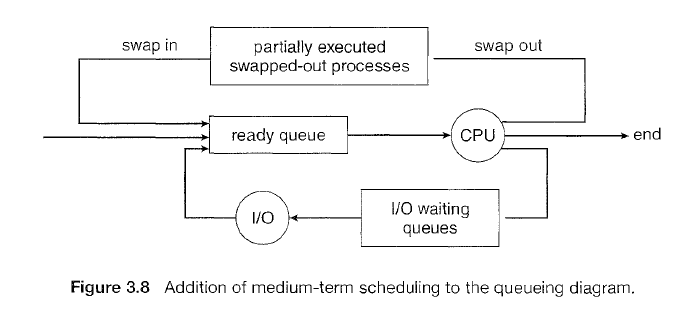 swap in
partially executed
swapped-out processes
swap out
ready queue
CPU
end
I/O
I/O waiting
queues
Figure 3.8 Addition of medium-term scheduling to the queueing diagram.